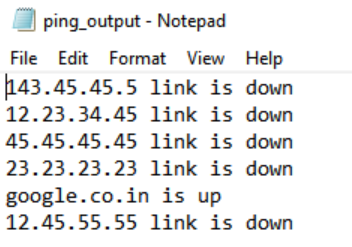 ping_output - Notepad
File Edit Format View Help
143.45.45.5 link is down
12.23.34.45 link is down
45.45.45.45 link is down
23.23.23.23 link is down
google.co.in is up
12.45.55.55 link is down